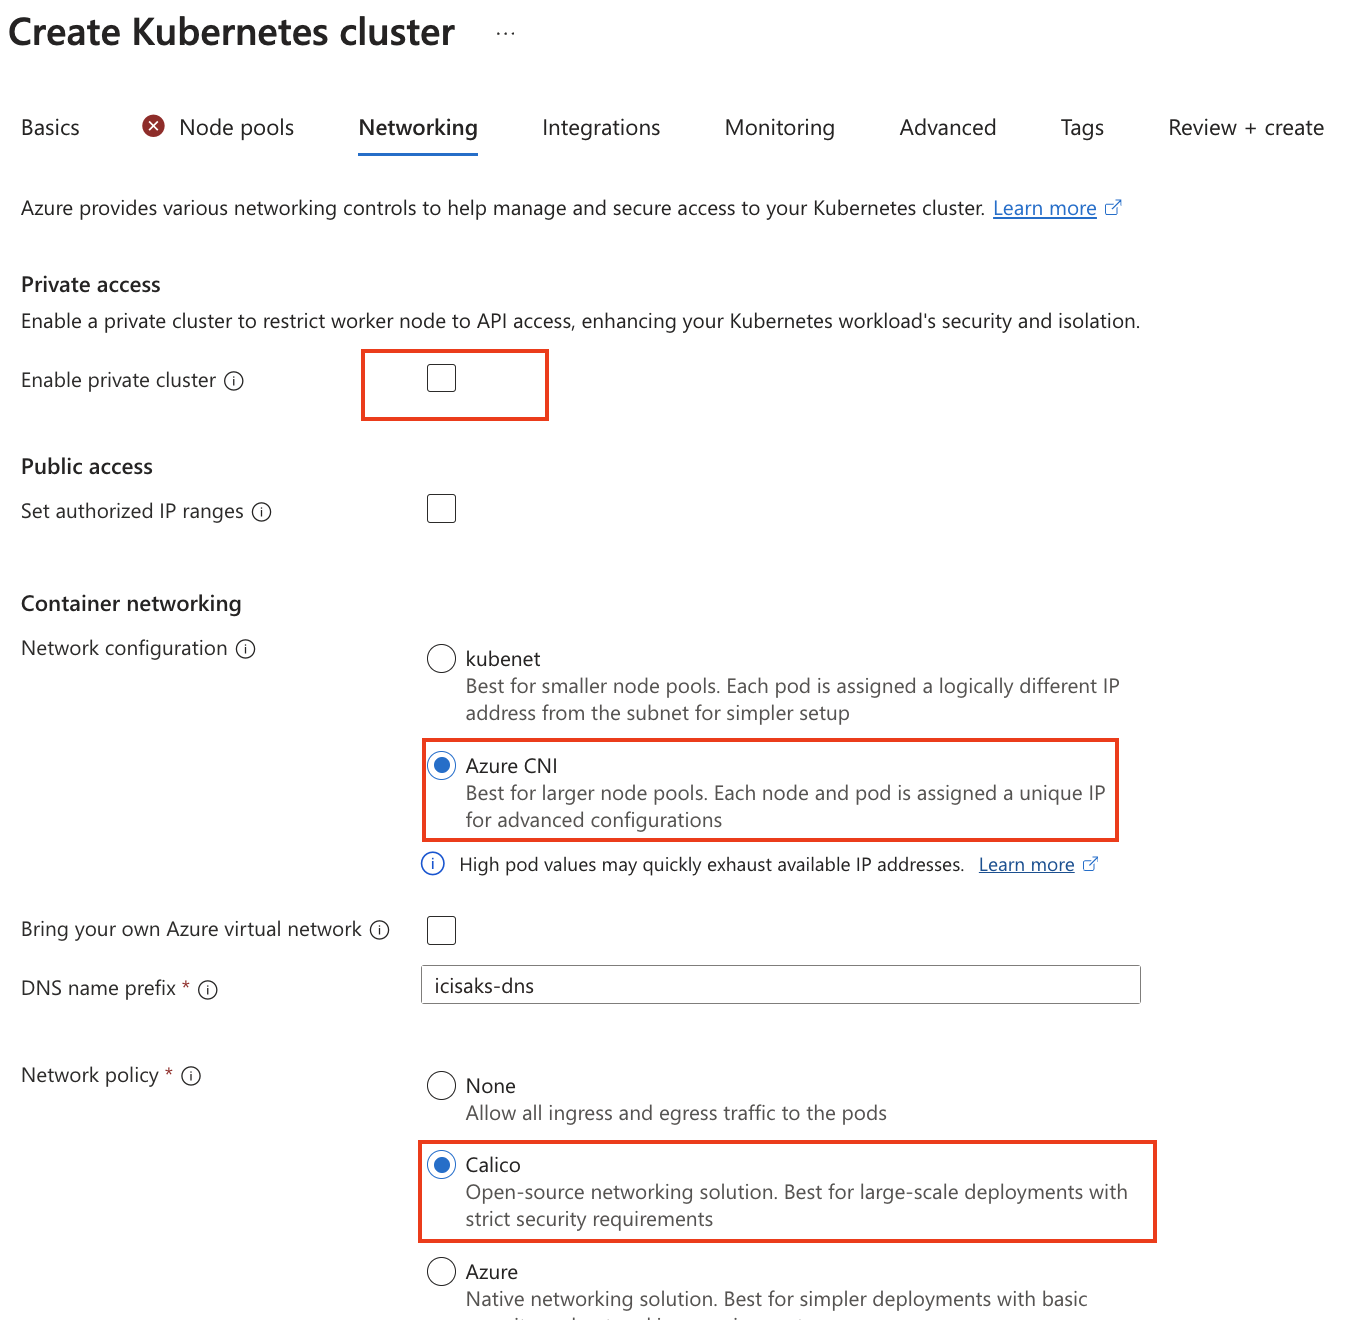 Create Kubernetes cluster ...
Basics Node pools Networking Integrations Monitoring Advanced Tags Review + create
Azure provides various networking controls to help manage and secure access to your Kubernetes cluster. Learn more
Private access
Enable a private cluster to restrict worker node to API access, enhancing your Kubernetes workload's security and isolation.
Enable private cluster
Public access
Set authorized IP ranges
Container networking
Network configuration
kubenet
Best for smaller node pools. Each pod is assigned a logically different IP
address from the subnet for simpler setup
Azure CNI
Best for larger node pools. Each node and pod is assigned a unique IP
for advanced configurations
High pod values may quickly exhaust available IP addresses. Learn more
Bring your own Azure virtual network
DNS name prefix *
icisaks-dns
Network policy *
None
Allow all ingress and egress traffic to the pods
Calico
Open-source networking solution. Best for large-scale deployments with
strict security requirements
Azure
Native networking solution. Best for simpler deployments with basic